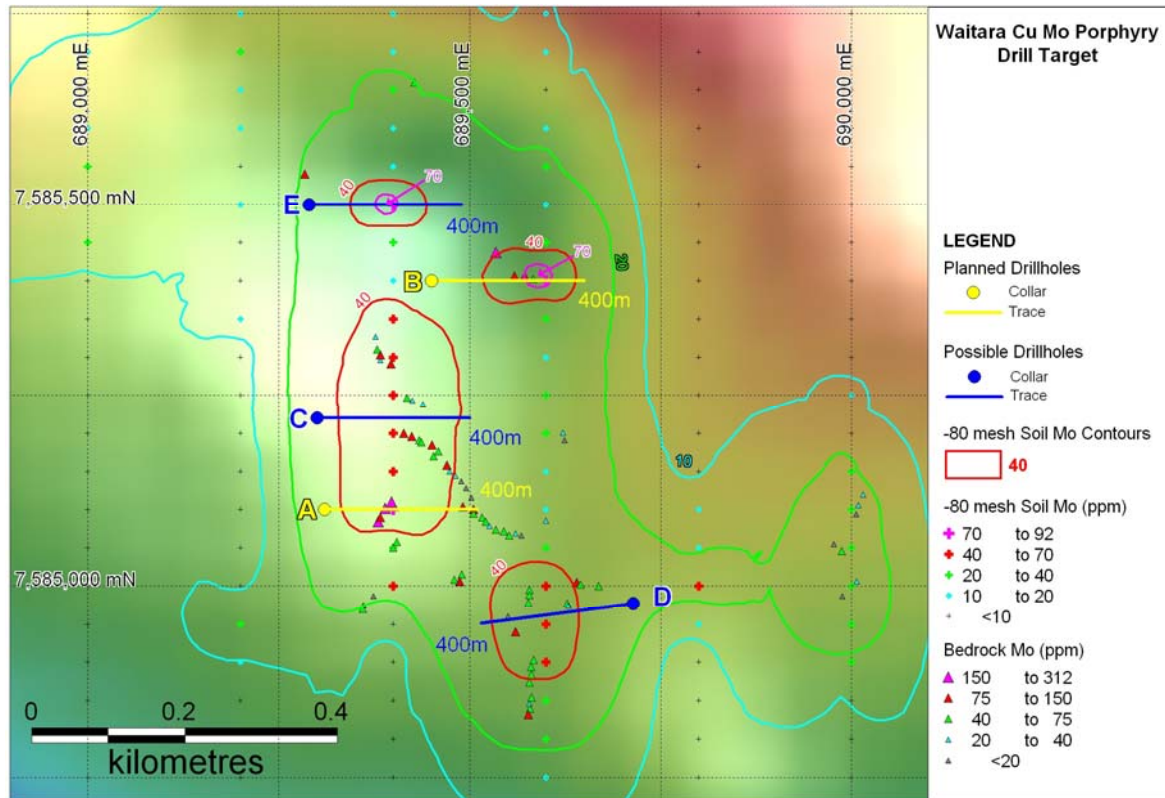 Waitara Cu Mo Porphyry
Drill Target
689,000 mE
689,500 mE
690,000 mE
7,585,500 mN
7,585,000 mN
40
70
E
400m
40
70
B
400m
20
40
C
400m
10
A
400m
40
D
400m
0 0.2 0.4
kilometres
LEGEND
Planned Drillholes
Collar
Trace
Possible Drillholes
Collar
Trace
-80 mesh Soil Mo Contours
40
-80 mesh Soil Mo (ppm)
70 to 92
40 to 70
20 to 40
10 to 20
<10
Bedrock Mo (ppm)
150 to 312
75 to 150
40 to 75
20 to 40
<20